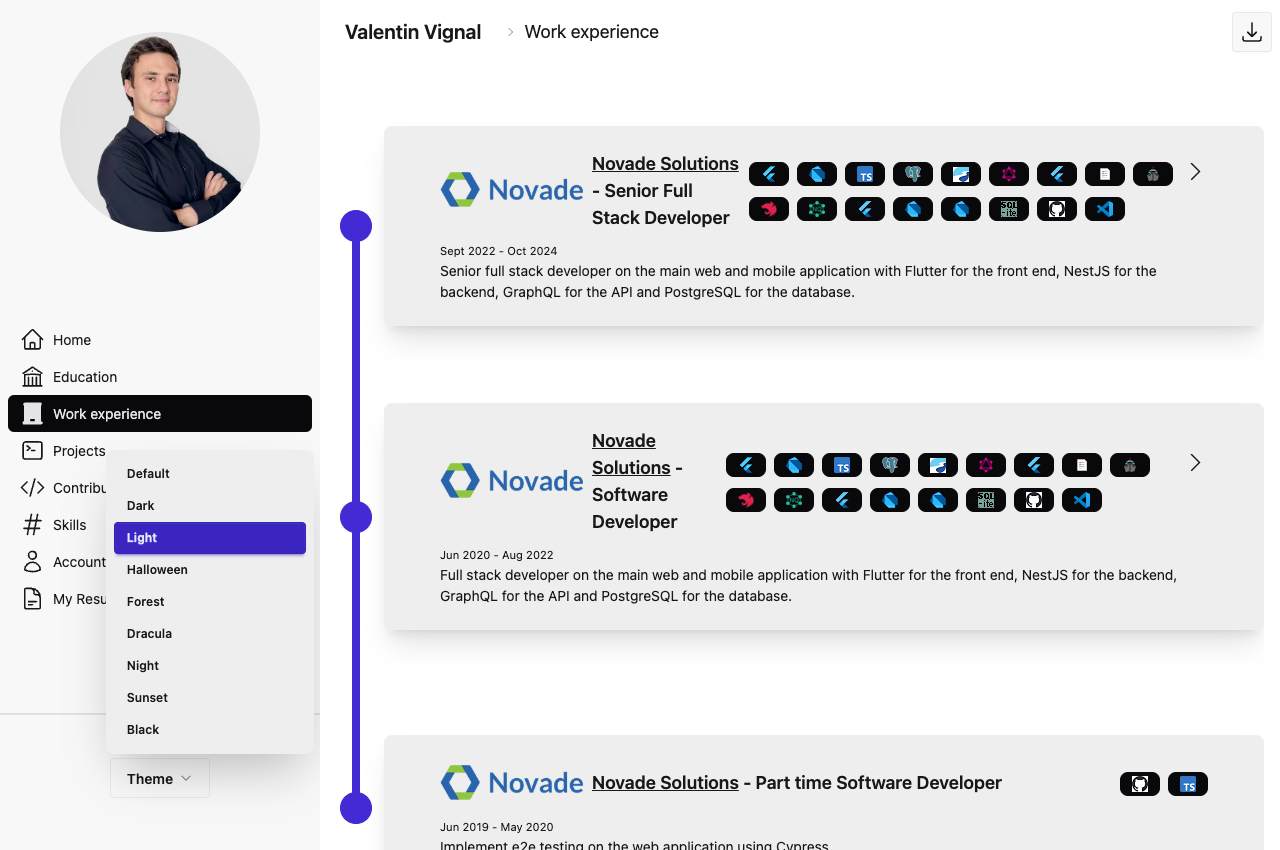 Valentin Vignal
Work experience
Home
Education
Work experience
Projects
Contribu
Skills
Account
My Resu
Default
Dark
Light
Halloween
Forest
Dracula
Night
Sunset
Black
Theme
Novade
Novade Solutions
- Senior Full
Stack Developer
TS
Sept 2022 - Oct 2024
Senior full stack developer on the main web and mobile application with Flutter for the front end, NestJS for the
backend, GraphQL for the API and PostgreSQL for the database.
Novade
Novade
Solutions -
Software
Developer
TS
Jun 2020 - Aug 2022
Full stack developer on the main web and mobile application with Flutter for the front end, NestJS for the backend,
GraphQL for the API and PostgreSQL for the database.
Novade
Novade Solutions - Part time Software Developer
TS
Jun 2019 - May 2020
Implement e2e testing on the web application using Cypress